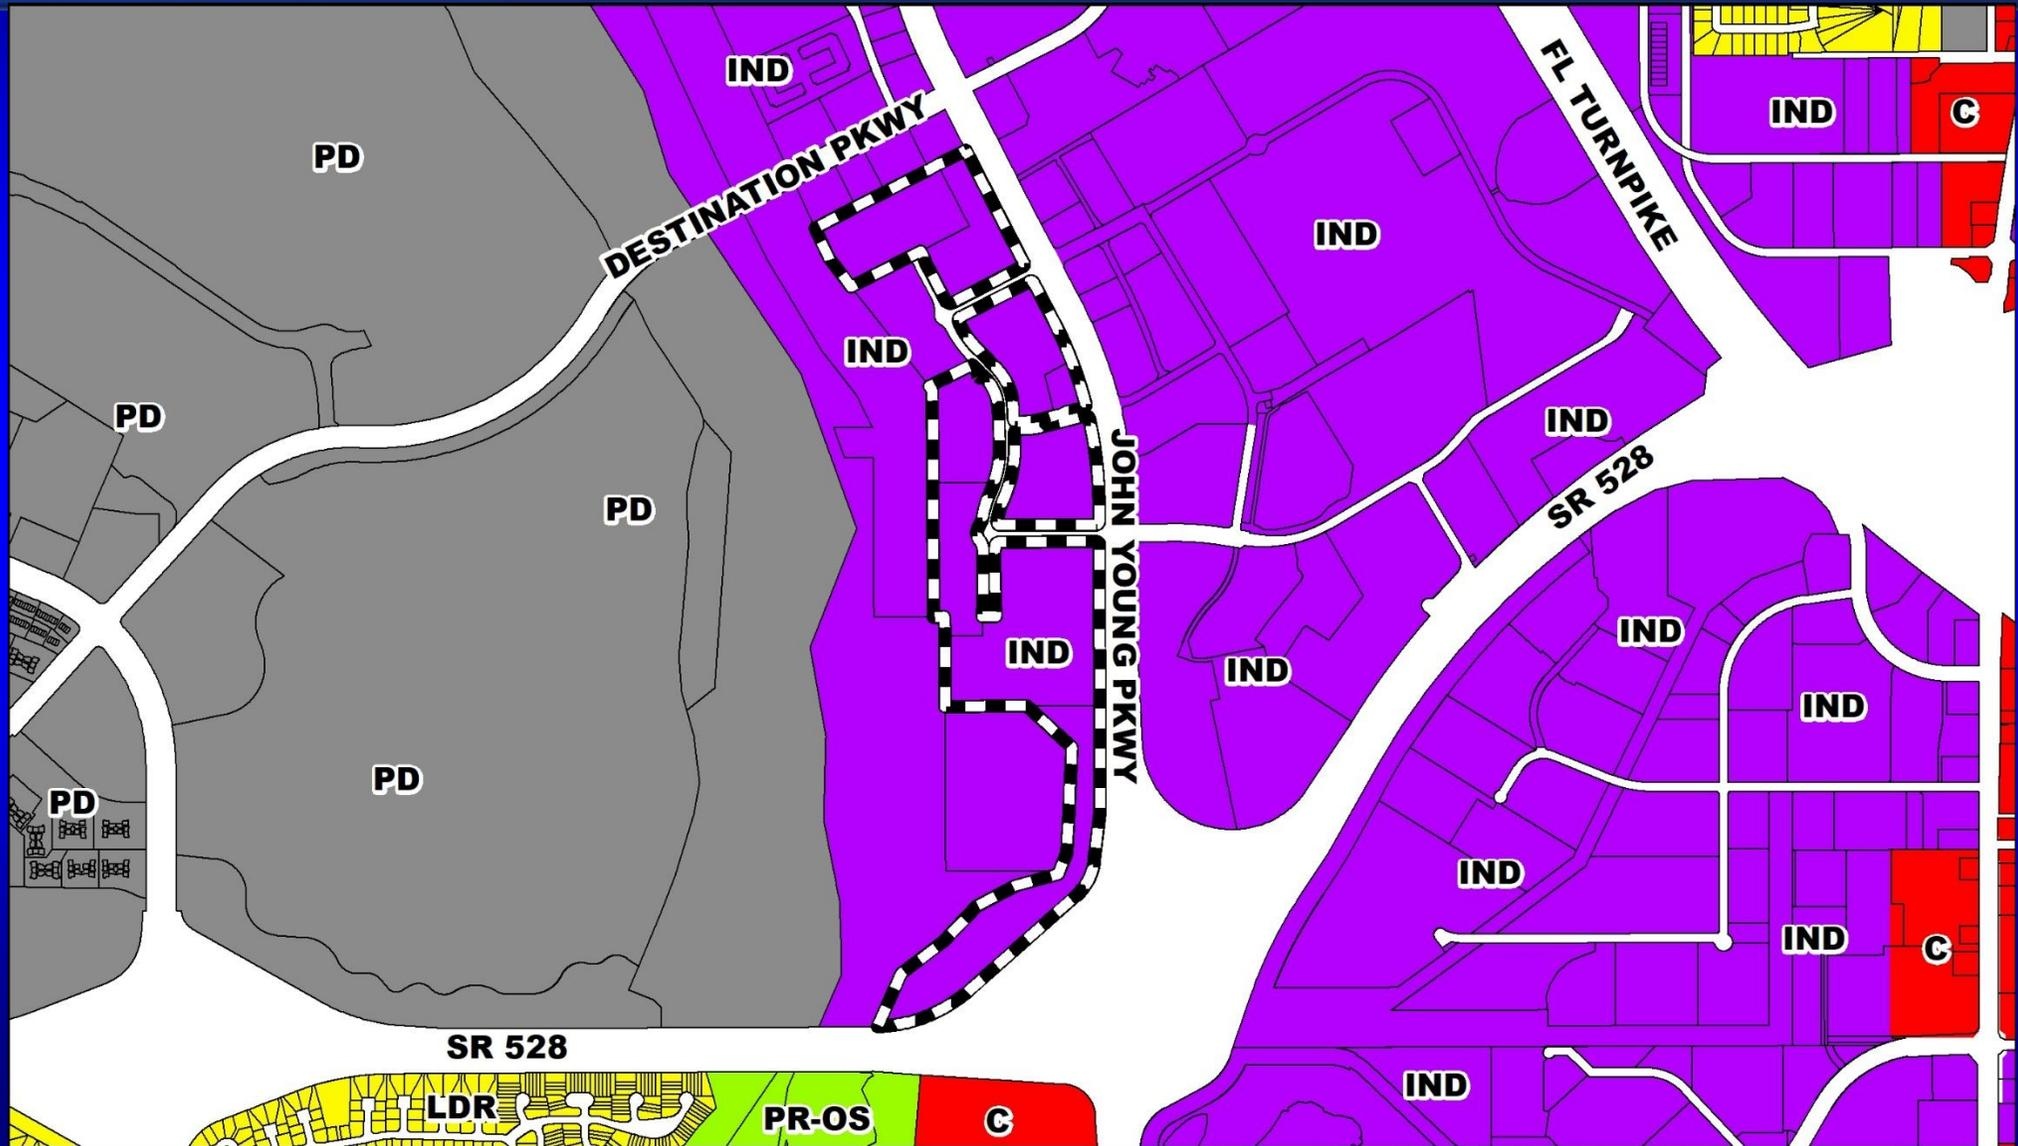 IND
FL TURNPIKE
IND
C
DESTINATION PKWY
PD
IND
IND
PD
IND
SR 528
PD
JOHN YOUNG PKWY
IND
IND
IND
IND
PD
PD
IND
IND
C
SR 528
IND
LDR
PR-OS
C